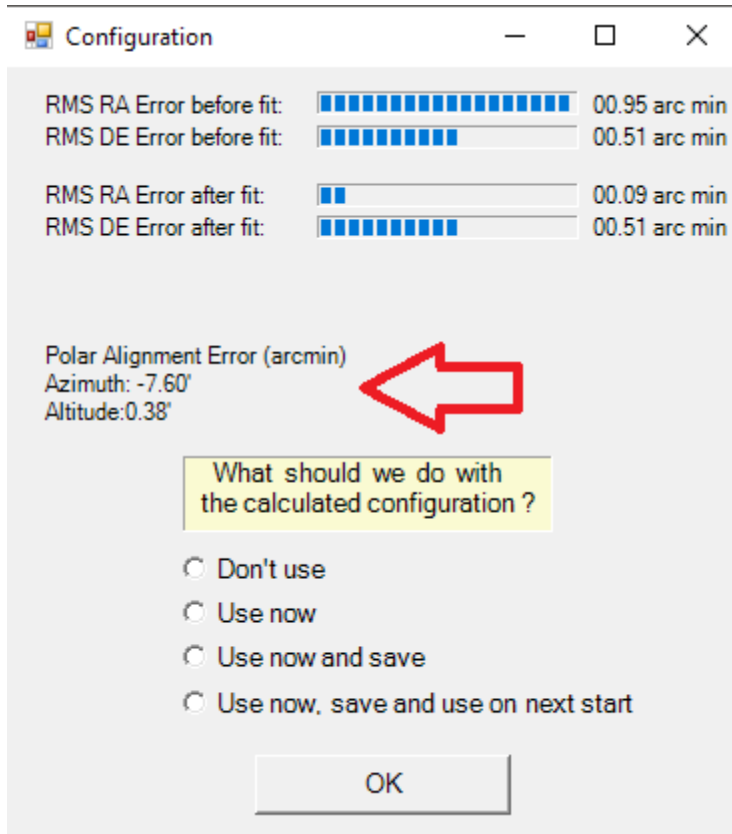 Configuration
RMS RA Error before fit: 00.95 arc min
RMS DE Error before fit: 00.51 arc min
RMS RA Error after fit: 00.09 arc min
RMS DE Error after fit: 00.51 arc min
Polar Alignment Error (arcmin)
Azimuth: -7.60'
Altitude:0.38'
What should we do with
the calculated configuration ?
Don't use
Use now
Use now and save
Use now, save and use on next start
OK